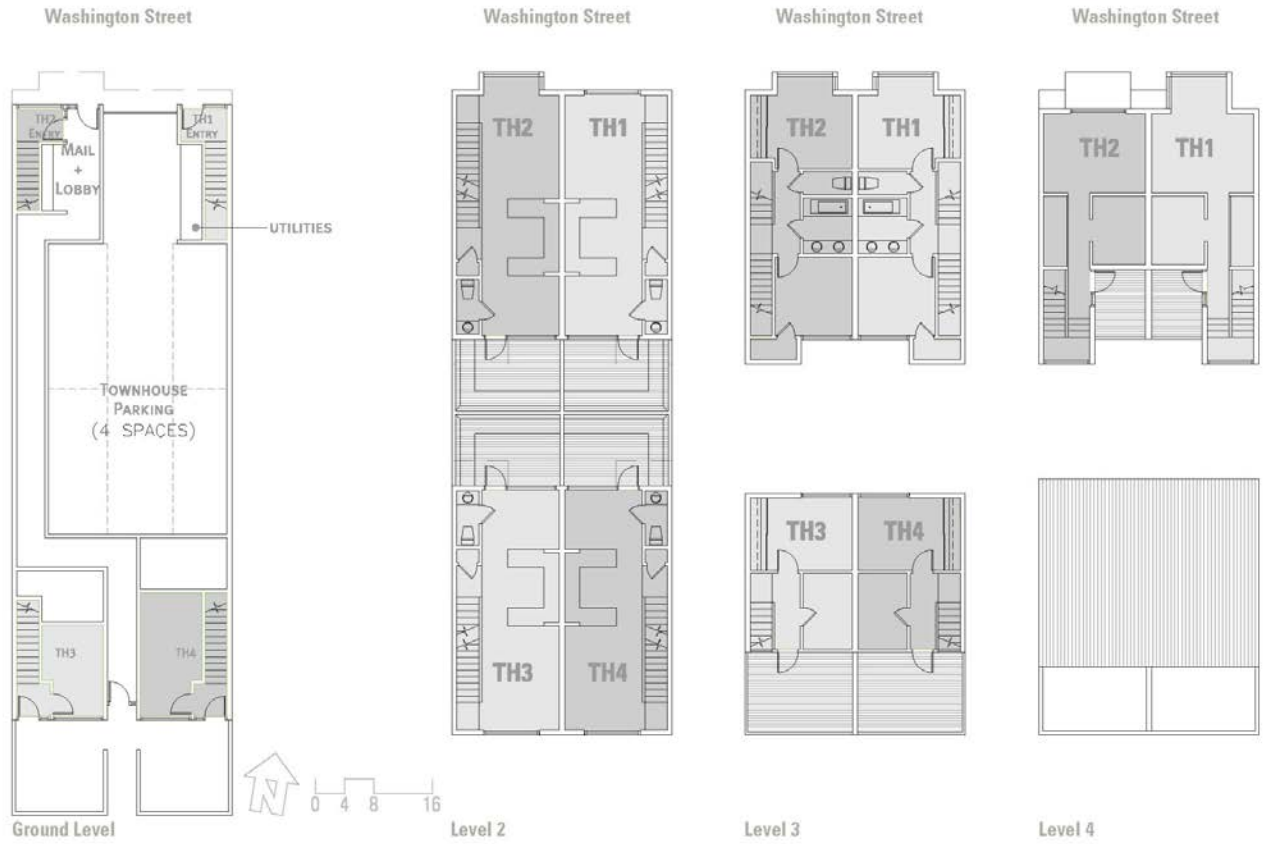 Washington Street
Washington Street
Washington Street
Washington Street
TH2
ENTRY
TH1
ENTRY
MAIL
+
LOBBY
UTILITIES
TOWNHOUSE
PARKING
(4 SPACES)
TH3
TH4
N
0 4 8 16
Ground Level
TH2
TH1
TH3
TH4
Level 2
TH2
TH1
TH3
TH4
Level 3
TH2
TH1
Level 4